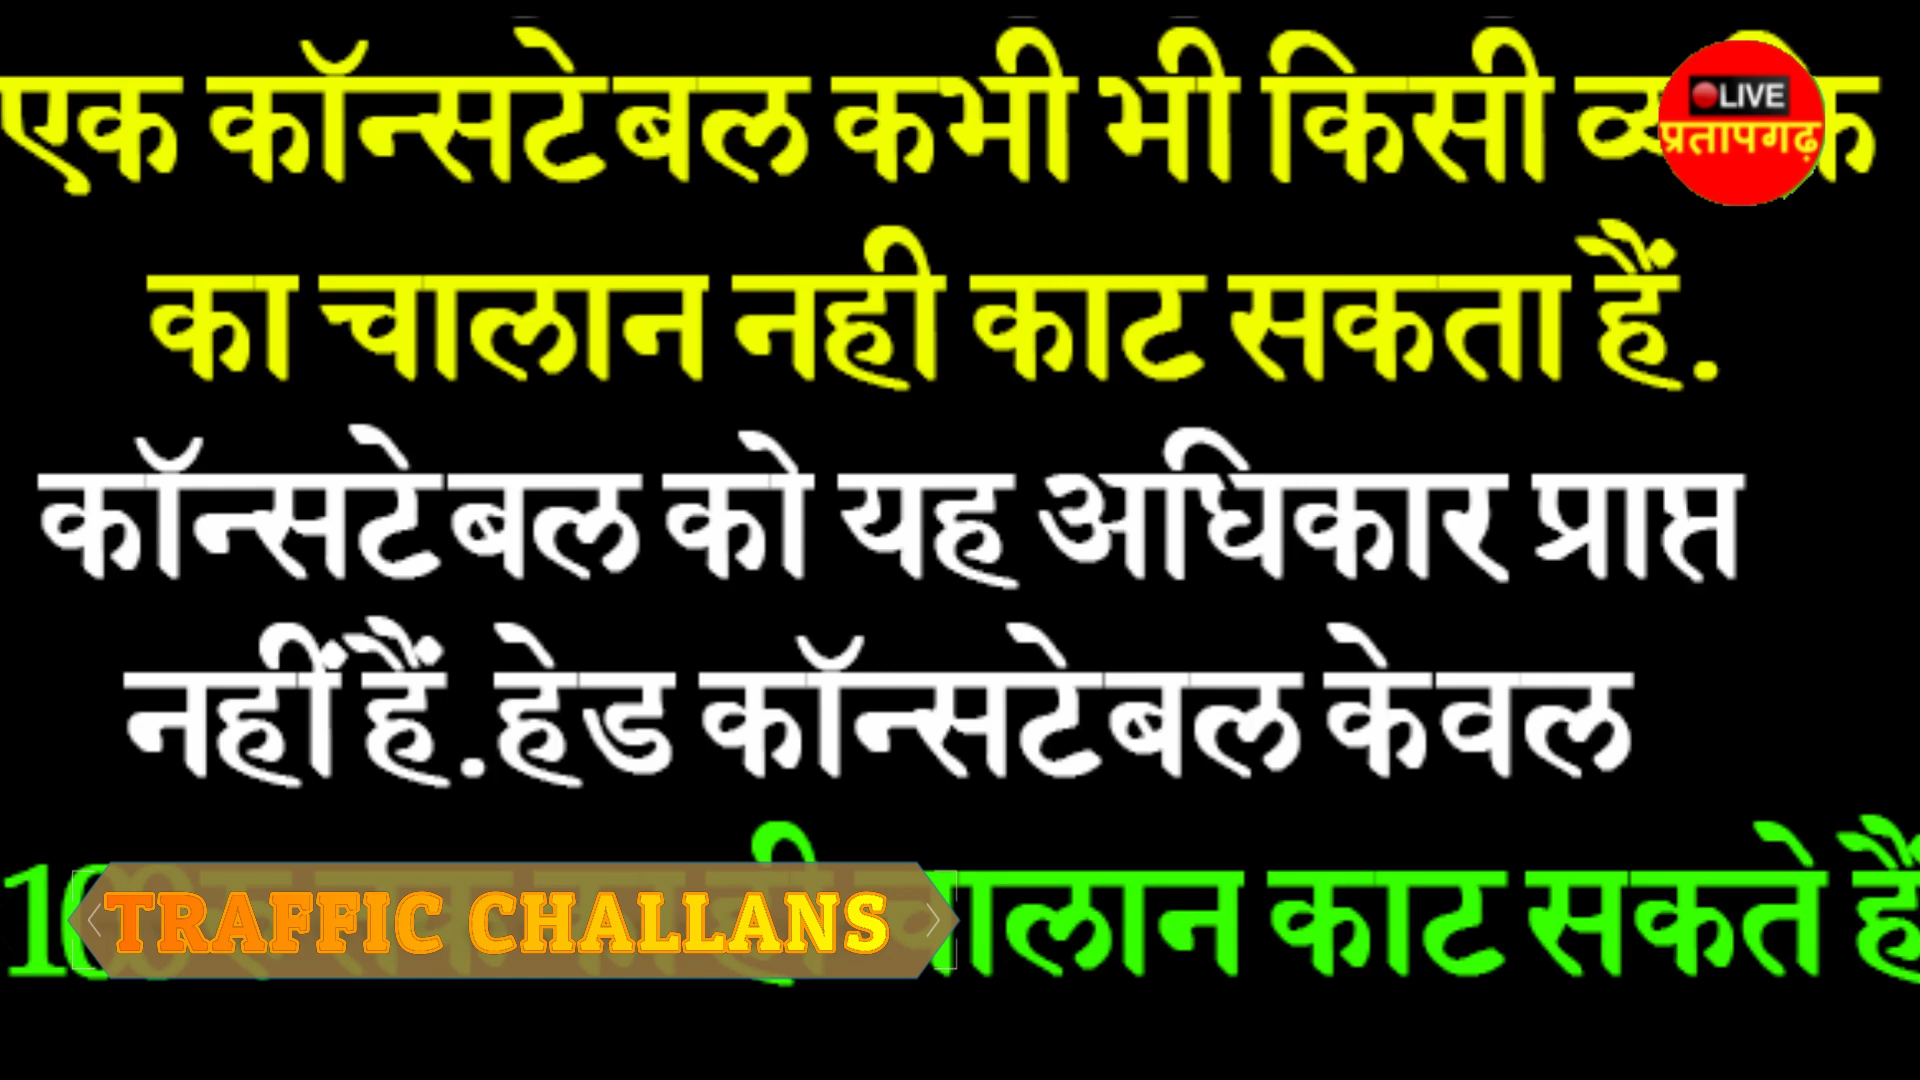 एक कॉन्सटेबल कभी भी किसी
LIVE
प्रतापगढ़
का चालान नही काट सकता हैं.
कॉन्सटेबल को यह अधिकार प्राप्त
नहीं हैं.हेड कॉन्सटेबल केवल
चालान काट सकते हैं
TRAFFIC CHALLANS